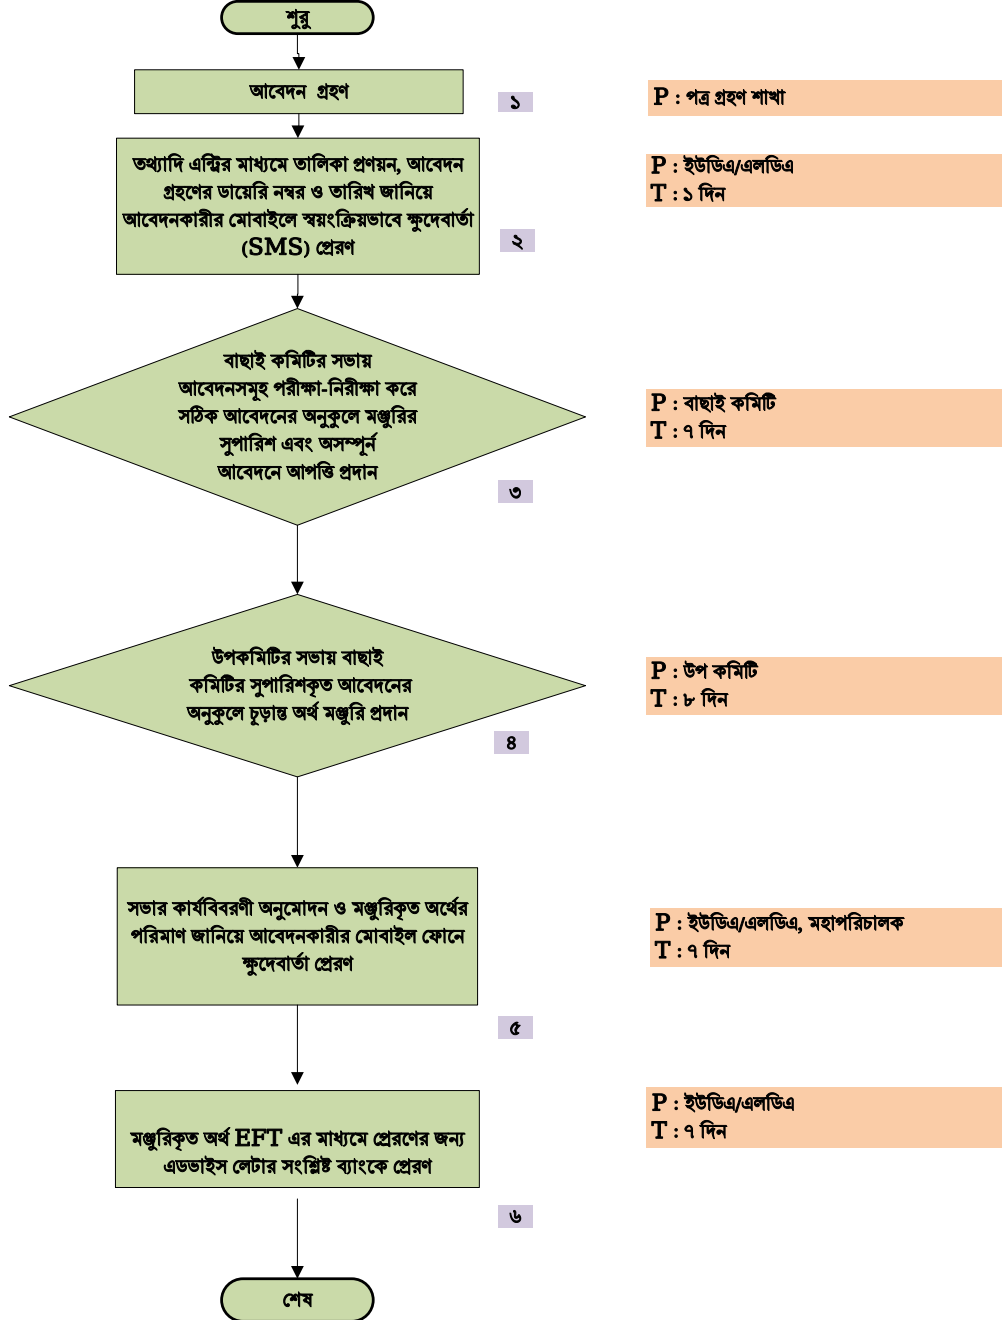 শুরু
আবেদন গ্রহণ
১
P : পত্র গ্রহণ শাখা
তথ্যাদি এন্ট্রির মাধ্যমে তালিকা প্রণয়ন, আবেদন
গ্রহণের ডায়েরি নম্বর ও তারিখ জানিয়ে
আবেদনকারীর মোবাইলে স্বয়ংক্রিয়ভাবে ক্ষুদেবার্তা
(SMS) প্রেরণ
২
P : ইউডিএ/এলডিএ
T : ১ দিন
বাছাই কমিটির সভায়
আবেদনসমূহ পরীক্ষা-নিরীক্ষা করে
সঠিক আবেদনের অনুকুলে মঞ্জুরির
সুপারিশ এবং অসম্পূর্ন
আবেদনে আপত্তি প্রদান
৩
P : বাছাই কমিটি
T : ৭ দিন
উপকমিটির সভায় বাছাই
কমিটির সুপারিশকৃত আবেদনের
অনুকুলে চূড়ান্ত অর্থ মঞ্জুরি প্রদান
৪
P : উপ কমিটি
T : ৮ দিন
সভার কার্যবিবরণী অনুমোদন ও মঞ্জুরিকৃত অর্থের
পরিমাণ জানিয়ে আবেদনকারীর মোবাইল ফোনে
ক্ষুদেবার্তা প্রেরণ
৫
P : ইউডিএ/এলডিএ, মহাপরিচালক
T : ৭ দিন
মঞ্জুরিকৃত অর্থ EFT এর মাধ্যমে প্রেরণের জন্য
এডভাইস লেটার সংশ্লিষ্ট ব্যাংকে প্রেরণ
৬
P : ইউডিএ/এলডিএ
T : ৭ দিন
শেষ